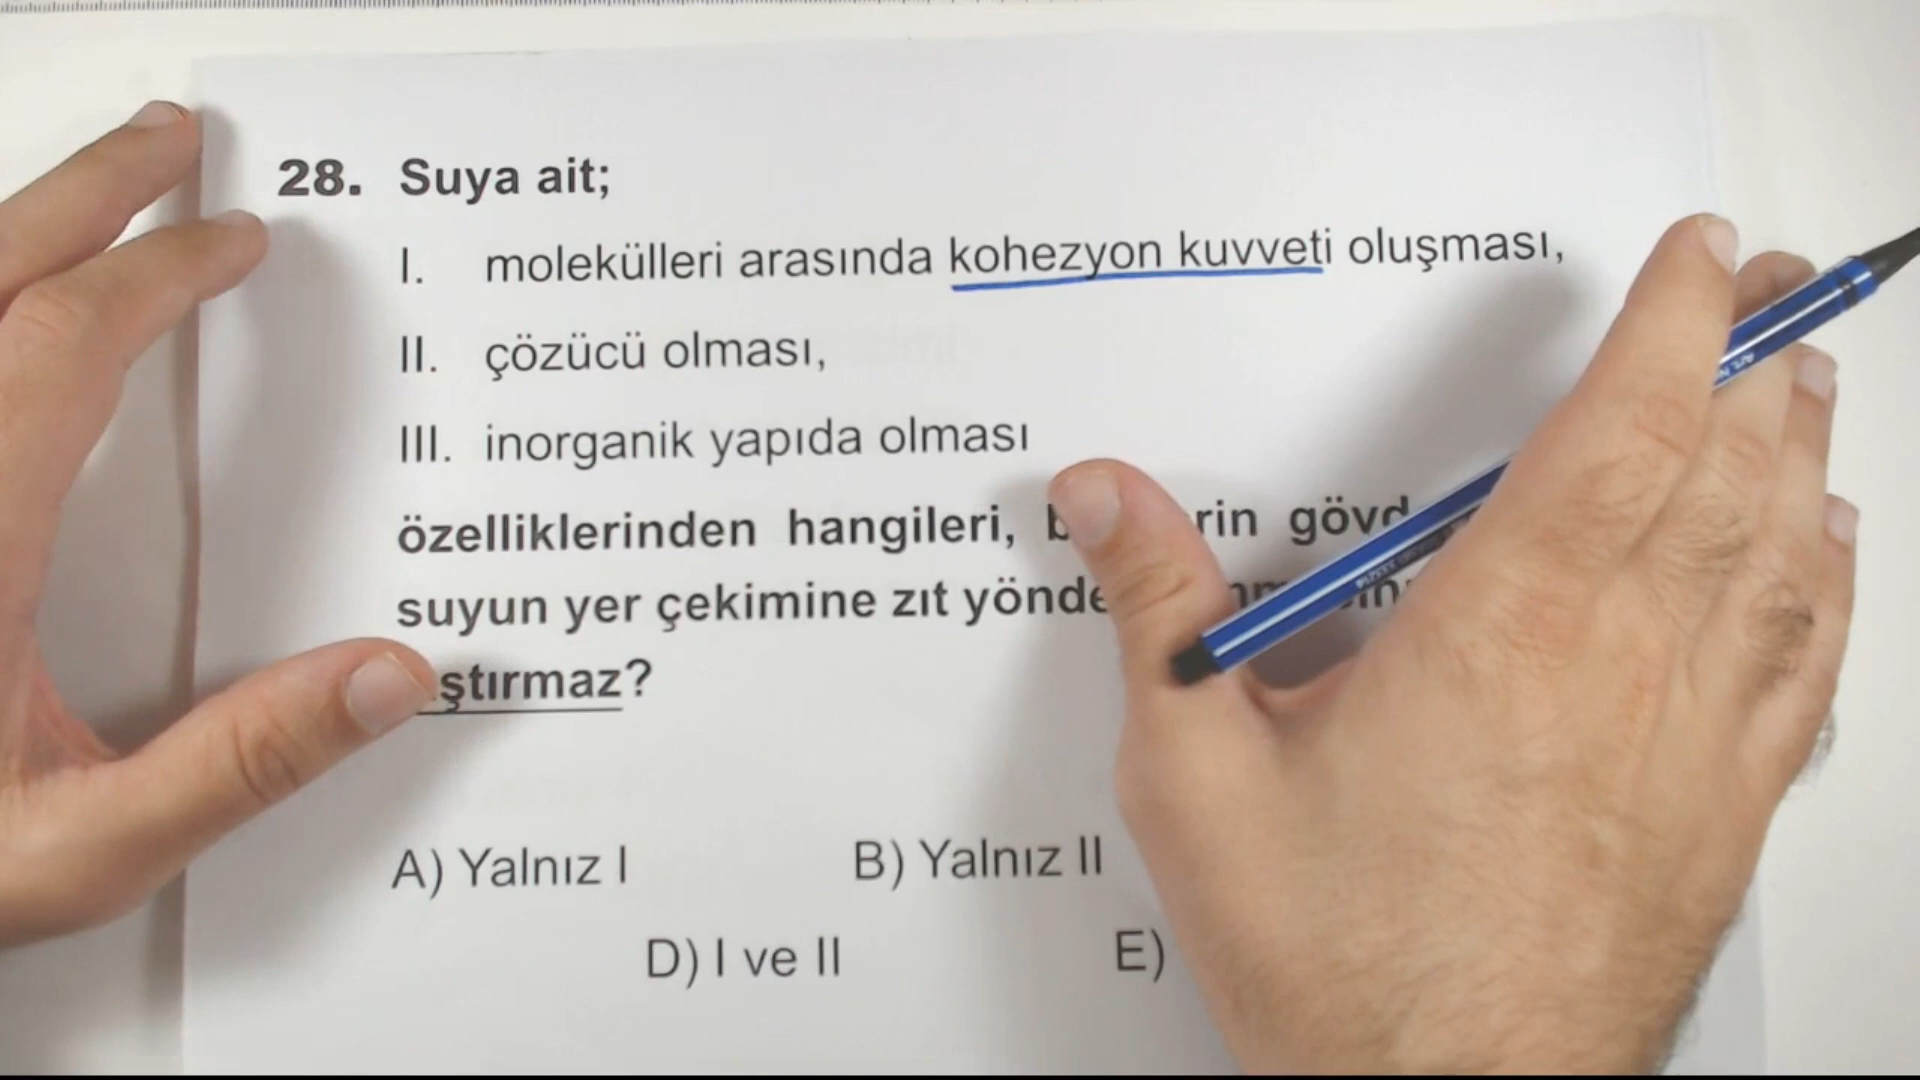 28. Suya ait;
I. molekülleri arasında kohezyon kuvveti oluşması,
II. çözücü olması,
III. inorganik yapıda olması
özelliklerinden hangileri, rin gövd
suyun yer çekimine zıt yönde
ştırmaz?
A) Yalnız I B) Yalnız II
D) I ve II E)